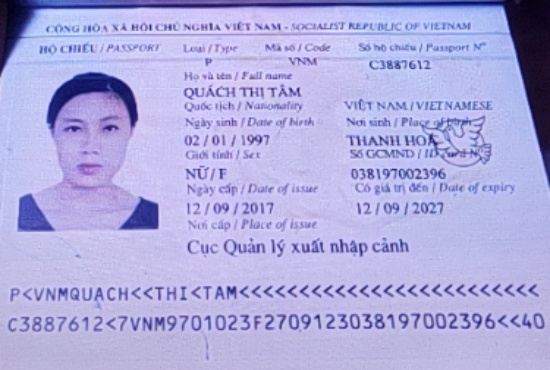 CỘNG HÒA XÃ HỘI CHỦ NGHĨA VIỆT NAM - SOCIALIST REPUBLIC OF VIETNAM
HỘ CHIẾU / PASSPORT Loại / Type Mã số / Code Số hộ chiếu / Passport Nº
P VNM C3887612
Họ và tên / Full name
QUÁCH THỊ TÂM
Quốc tịch / Nationality VIỆT NAM / VIETNAMESE
Ngày sinh / Date of birth Nơi sinh / Place of birth
02 / 01 / 1997 THANH HOÁ
Giới tính / Sex Số GCMND / ID card Nº
NỮ / F 038197002396
Ngày cấp / Date of issue Có giá trị đến / Date of expiry
12 / 09 / 2017 12 / 09 / 2027
Nơi cấp / Place of issue
Cục Quản lý xuất nhập cảnh
P<VNMQUACH<<THI<TAM<<<<<<<<<<<<<<<<<<<<<<<<<
C3887612<7VNM9701023F2709123038197002396<<40